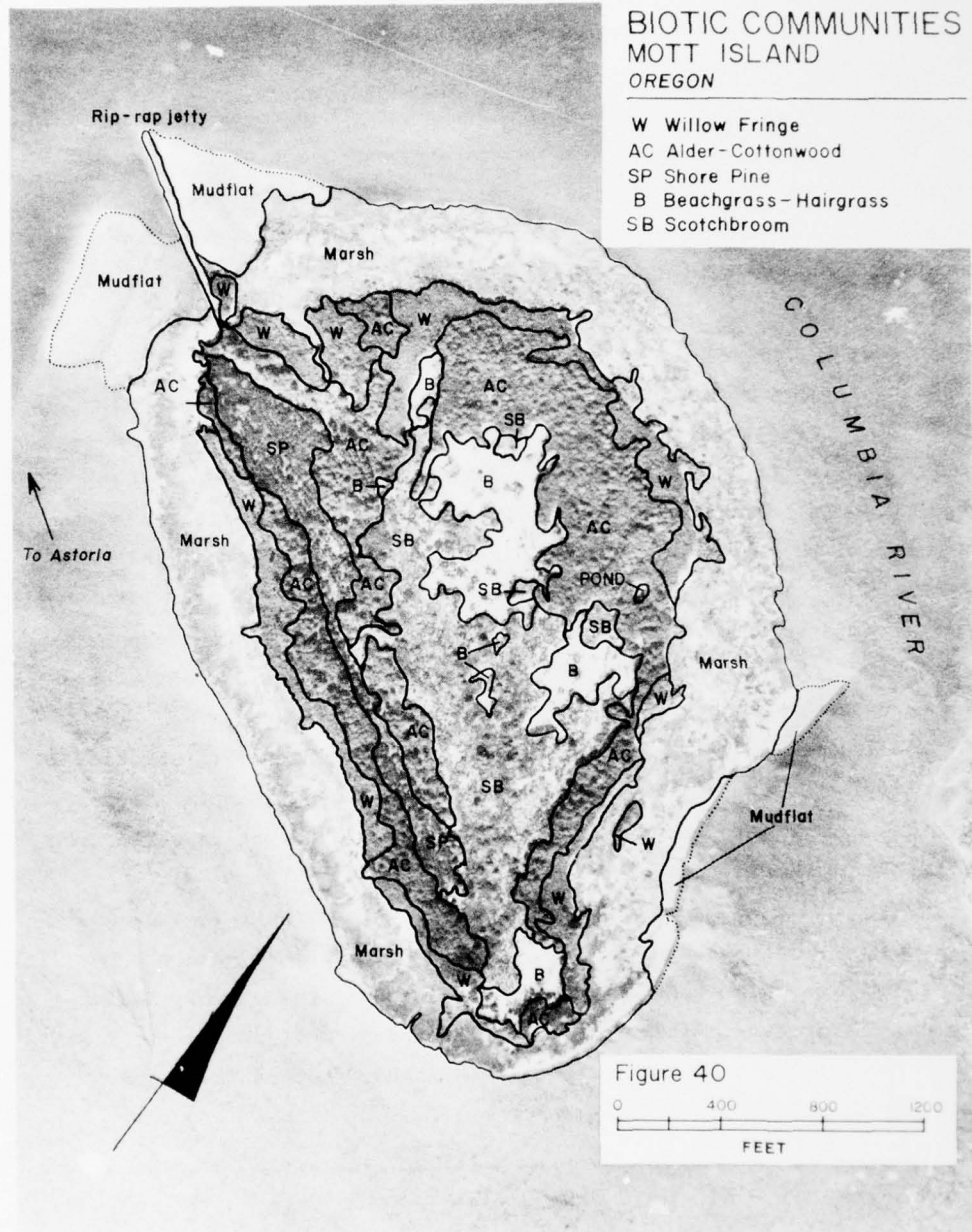 BIOTIC COMMUNITIES
MOTT ISLAND
OREGON
W Willow Fringe
AC Alder-Cottonwood
SP Shore Pine
B Beachgrass-Hairgrass
SB Scotchbroom
Rip-rap jetty
Mudflat
Marsh
Mudflat
W
W
W
AC
W
AC
B
AC
SB
SP
AC
B
B
W
W
COLUMBIA RIVER
To Astoria
Marsh
SB
AC
AC
AC
SB
POND
SB
B
B
Marsh
W
AC
AC
SB
W
Mudflat
SP
W
AC
W
Marsh
W
B
AC
Figure 40
0 400 800 1200
FEET